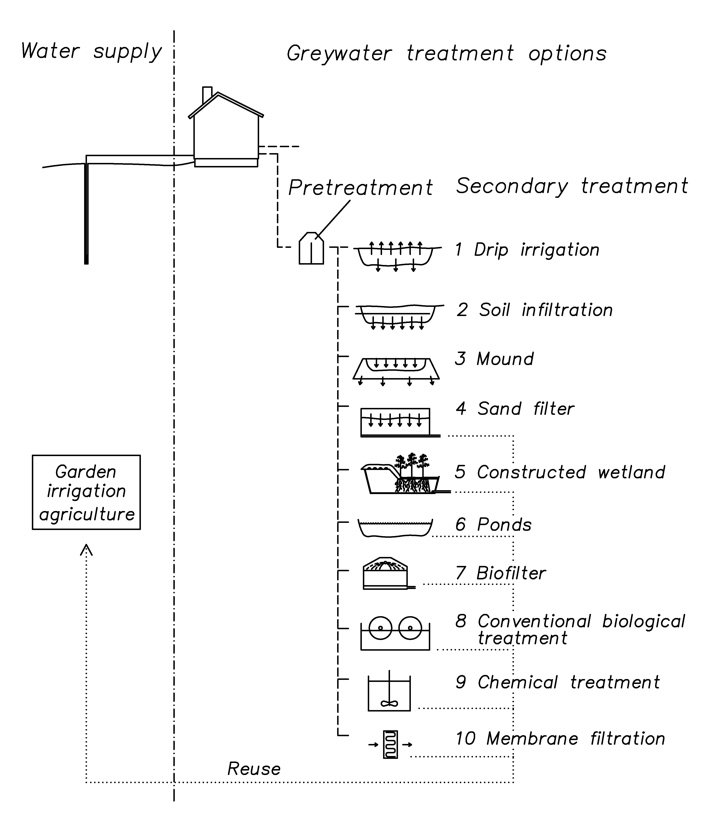 Water supply
Greywater treatment options
Pretreatment
Secondary treatment
1 Drip irrigation
2 Soil infiltration
3 Mound
4 Sand filter
Garden
irrigation
agriculture
5 Constructed wetland
6 Ponds
7 Biofilter
8 Conventional biological
treatment
9 Chemical treatment
10 Membrane filtration
Reuse